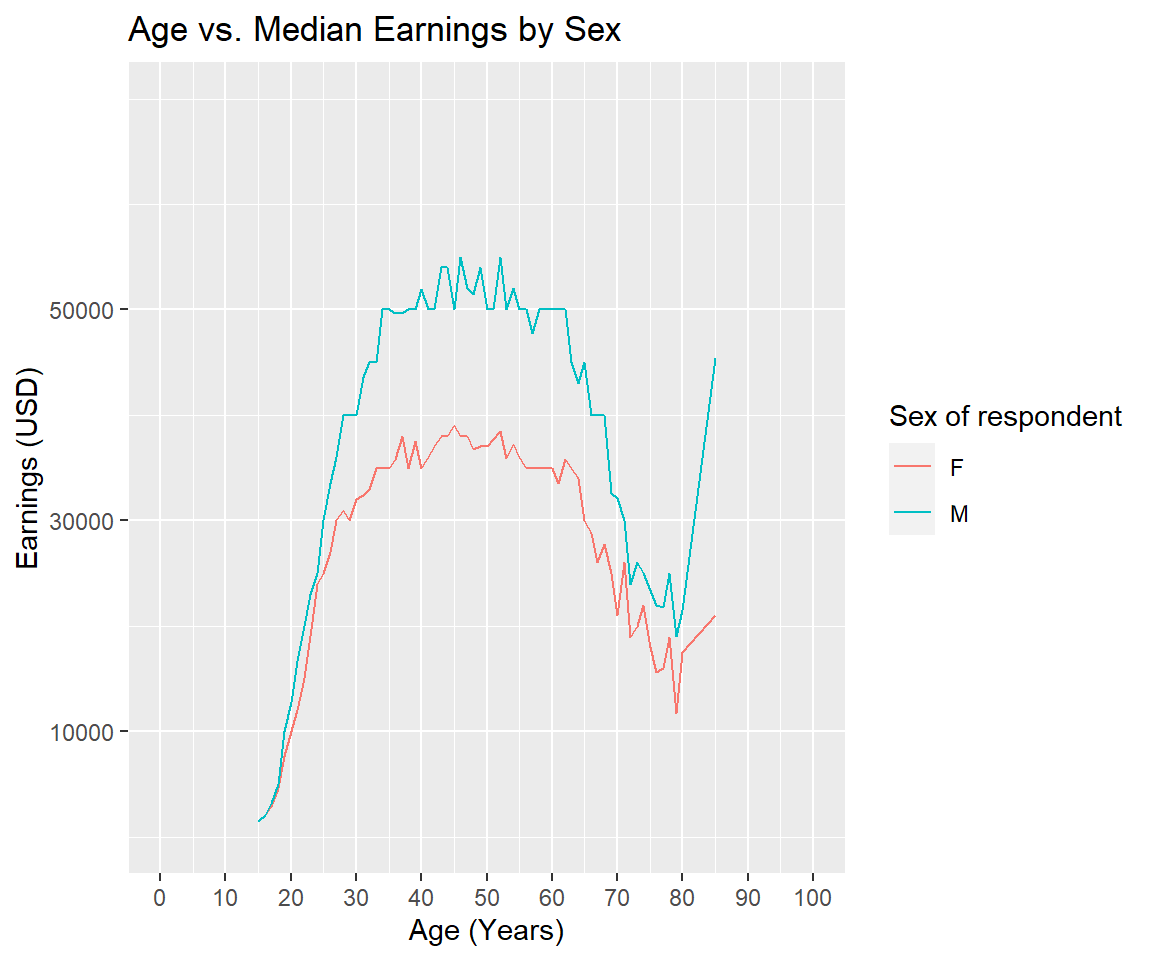 Age vs. Median Earnings by Sex
Earnings (USD)
50000
30000
10000
0 10 20 30 40 50 60 70 80 90 100
Age (Years)
Sex of respondent
F
M